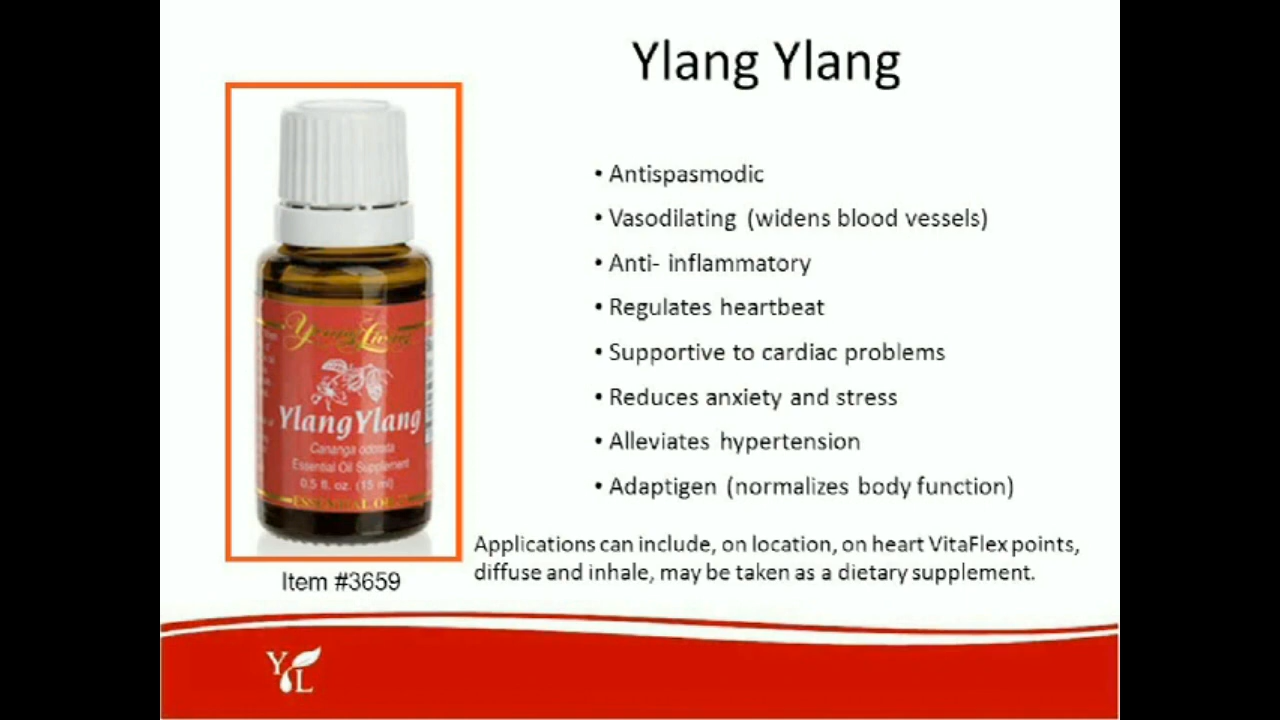 Ylang Ylang
• Antispasmodic
• Vasodilating (widens blood vessels)
• Anti- inflammatory
• Regulates heartbeat
• Supportive to cardiac problems
• Reduces anxiety and stress
• Alleviates hypertension
• Adaptigen (normalizes body function)
Applications can include, on location, on heart VitaFlex points,
diffuse and inhale, may be taken as a dietary supplement.
Young Living
Ylang Ylang
Cananga odorata
Essential Oil Supplement
0.5 fl. oz. (15 ml)
Item #3659
YL